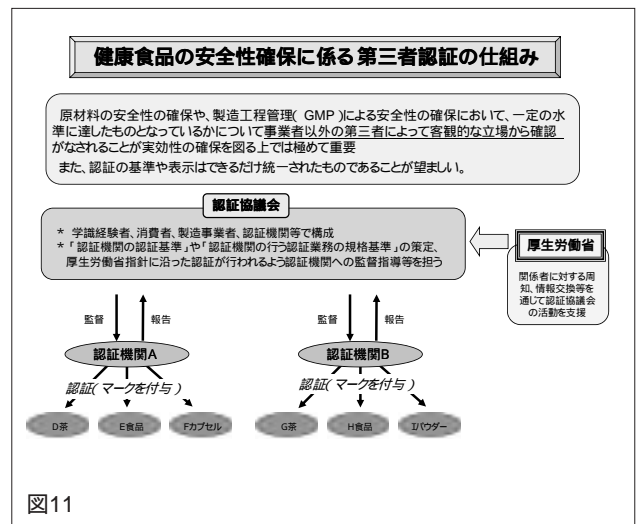 健康食品の安全性確保に係る第三者認証の仕組み
原材料の安全性の確保や、製造工程管理( GMP )による安全性の確保において、一定の水
準に達したものとなっているかについて事業者以外の第三者によって客観的な立場から確認
がなされることが実効性の確保を図る上では極めて重要
また、認証の基準や表示はできるだけ統一されたものであることが望ましい。
認証協議会
* 学識経験者、消費者、製造事業者、認証機関等で構成
* 「認証機関の認証基準」や「認証機関の行う認証業務の規格基準」の策定、
厚生労働省指針に沿った認証が行われるよう認証機関への監督指導等を担う
厚生労働省
関係者に対する周
知、情報交換等を
通じて認証協議会
の活動を支援
監督 報告 監督 報告
認証機関A 認証機関B
認証(マークを付与) 認証(マークを付与)
D茶 E食品 Fカプセル G茶 H食品 Iパウダー
図11